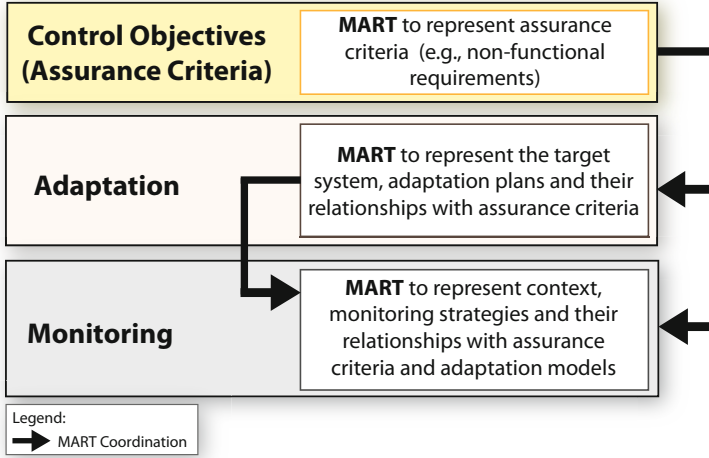 Control Objectives
(Assurance Criteria)
MART to represent assurance
criteria (e., non-functional
requirements)
Adaptation
MART to represent the target
system, adaptation plans and their
relationships with assurance criteria
Monitoring
MART to represent context,
monitoring strategies and their
relationships with assurance
criteria and adaptation models
Legend:
MART Coordination